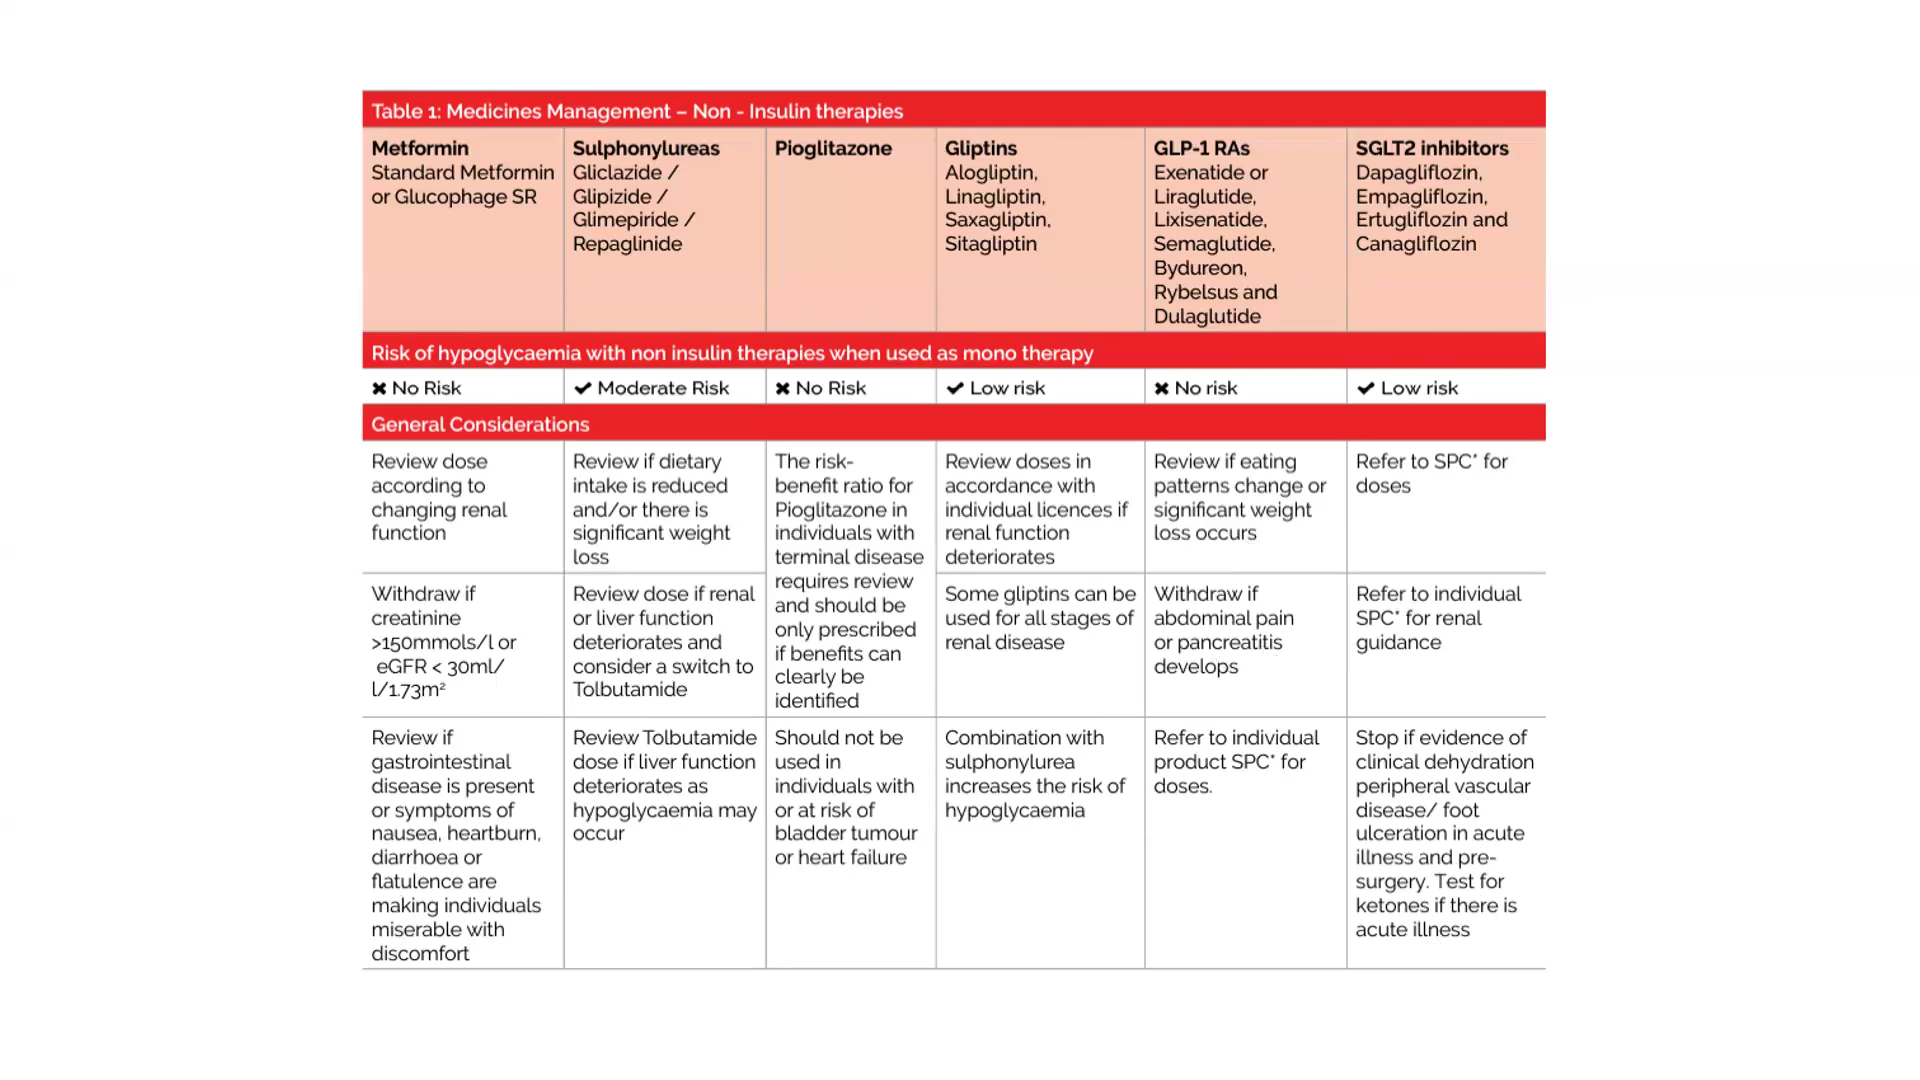 Table 1: Medicines Management – Non - Insulin therapies
Metformin
Standard Metformin
or Glucophage SR
Sulphonylureas
Gliclazide /
Glipizide /
Glimepiride /
Repaglinide
Pioglitazone
Gliptins
Alogliptin,
Linagliptin,
Saxagliptin,
Sitagliptin
GLP-1 RAs
Exenatide or
Liraglutide,
Lixisenatide,
Semaglutide,
Bydureon,
Rybelsus and
Dulaglutide
SGLT2 inhibitors
Dapagliflozin,
Empagliflozin,
Ertugliflozin and
Canagliflozin
Risk of hypoglycaemia with non insulin therapies when used as mono therapy
✖ No Risk
✔ Moderate Risk
✖ No Risk
✔ Low risk
✖ No risk
✔ Low risk
General Considerations
Review dose
according to
changing renal
function
Review if dietary
intake is reduced
and/or there is
significant weight
loss
The risk-
benefit ratio for
Pioglitazone in
individuals with
terminal disease
requires review
and should be
only prescribed
if benefits can
clearly be
identified
Review doses in
accordance with
individual licences if
renal function
deteriorates
Review if eating
patterns change or
significant weight
loss occurs
Refer to SPC* for
doses
Withdraw if
creatinine
>150mmols/l or
eGFR < 30ml/
l/1.73m²
Review dose if renal
or liver function
deteriorates and
consider a switch to
Tolbutamide
Some gliptins can be
used for all stages of
renal disease
Withdraw if
abdominal pain
or pancreatitis
develops
Refer to individual
SPC* for renal
guidance
Review if
gastrointestinal
disease is present
or symptoms of
nausea, heartburn,
diarrhoea or
flatulence are
making individuals
miserable with
discomfort
Review Tolbutamide
dose if liver function
deteriorates as
hypoglycaemia may
occur
Should not be
used in
individuals with
or at risk of
bladder tumour
or heart failure
Combination with
sulphonylurea
increases the risk of
hypoglycaemia
Refer to individual
product SPC* for
doses.
Stop if evidence of
clinical dehydration
peripheral vascular
disease/ foot
ulceration in acute
illness and pre-
surgery. Test for
ketones if there is
acute illness